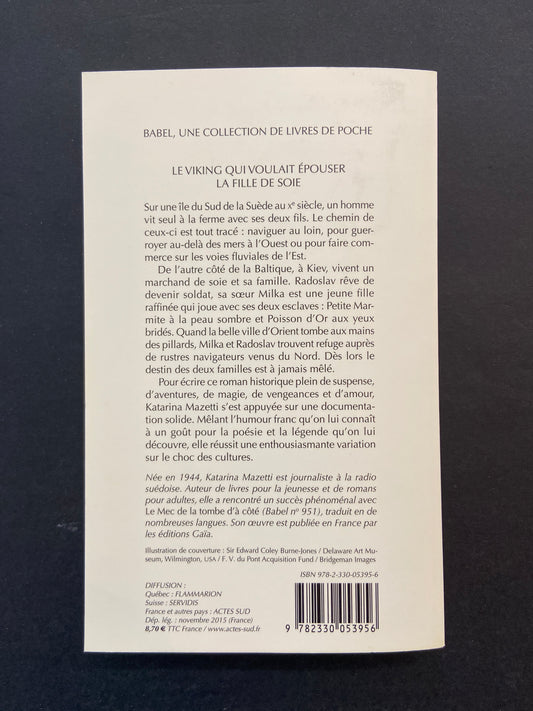 BABEL, UNE COLLECTION DE LIVRES DE POCHE
LE VIKING QUI VOULAIT ÉPOUSER
LA FILLE DE SOIE
Sur une île du Sud de la Suède au Xe siècle, un homme
vit seul à la ferme avec ses deux fils. Le chemin de
ceux-ci est tout tracé : naviguer au loin, pour guer-
royer au-delà des mers à l'Ouest ou pour faire com-
merce sur les voies fluviales de l'Est.
De l'autre côté de la Baltique, à Kiev, vivent un
marchand de soie et sa famille. Radoslav rêve de
devenir soldat, sa sœur Milka est une jeune fille
raffinée qui joue avec ses deux esclaves : Petite Mar-
mite à la peau sombre et Poisson d'Or aux yeux
bridés. Quand la belle ville d'Orient tombe aux mains
des pillards, Milka et Radoslav trouvent refuge auprès
de rustres navigateurs venus du Nord. Dès lors le
destin des deux familles est à jamais mêlé.
Pour écrire ce roman historique plein de suspense,
d'aventures, de magie, de vengeances et d'amour,
Katarina Mazetti s'est appuyée sur une documenta-
tion solide. Mêlant l'humour franc qu'on lui connaît
à un goût pour la poésie et la légende qu'on lui
découvre, elle réussit une enthousiasmante variation
sur le choc des cultures.
Née en 1944, Katarina Mazetti est journaliste à la radio
suédoise. Auteur de livres pour la jeunesse et de romans
pour adultes, elle a rencontré un succès phénoménal avec
Le Mec de la tombe d'à côté (Babel n° 951), traduit en de
nombreuses langues. Son œuvre est publiée en France par
les éditions Gaïa.
Illustration de couverture : Sir Edward Coley Burne-Jones / Delaware Art Mu-
seum, Wilmington, USA / F. V. du Pont Acquisition Fund / Bridgeman Images
ISBN 978-2-330-05395-6
DIFFUSION :
Québec : FLAMMARION
Suisse : SERVIDIS
France et autres pays : ACTES SUD
Dép. lég. : novembre 2015 (France)
8,70 € TTC France / www.actes-sud.fr
9 782330 053956